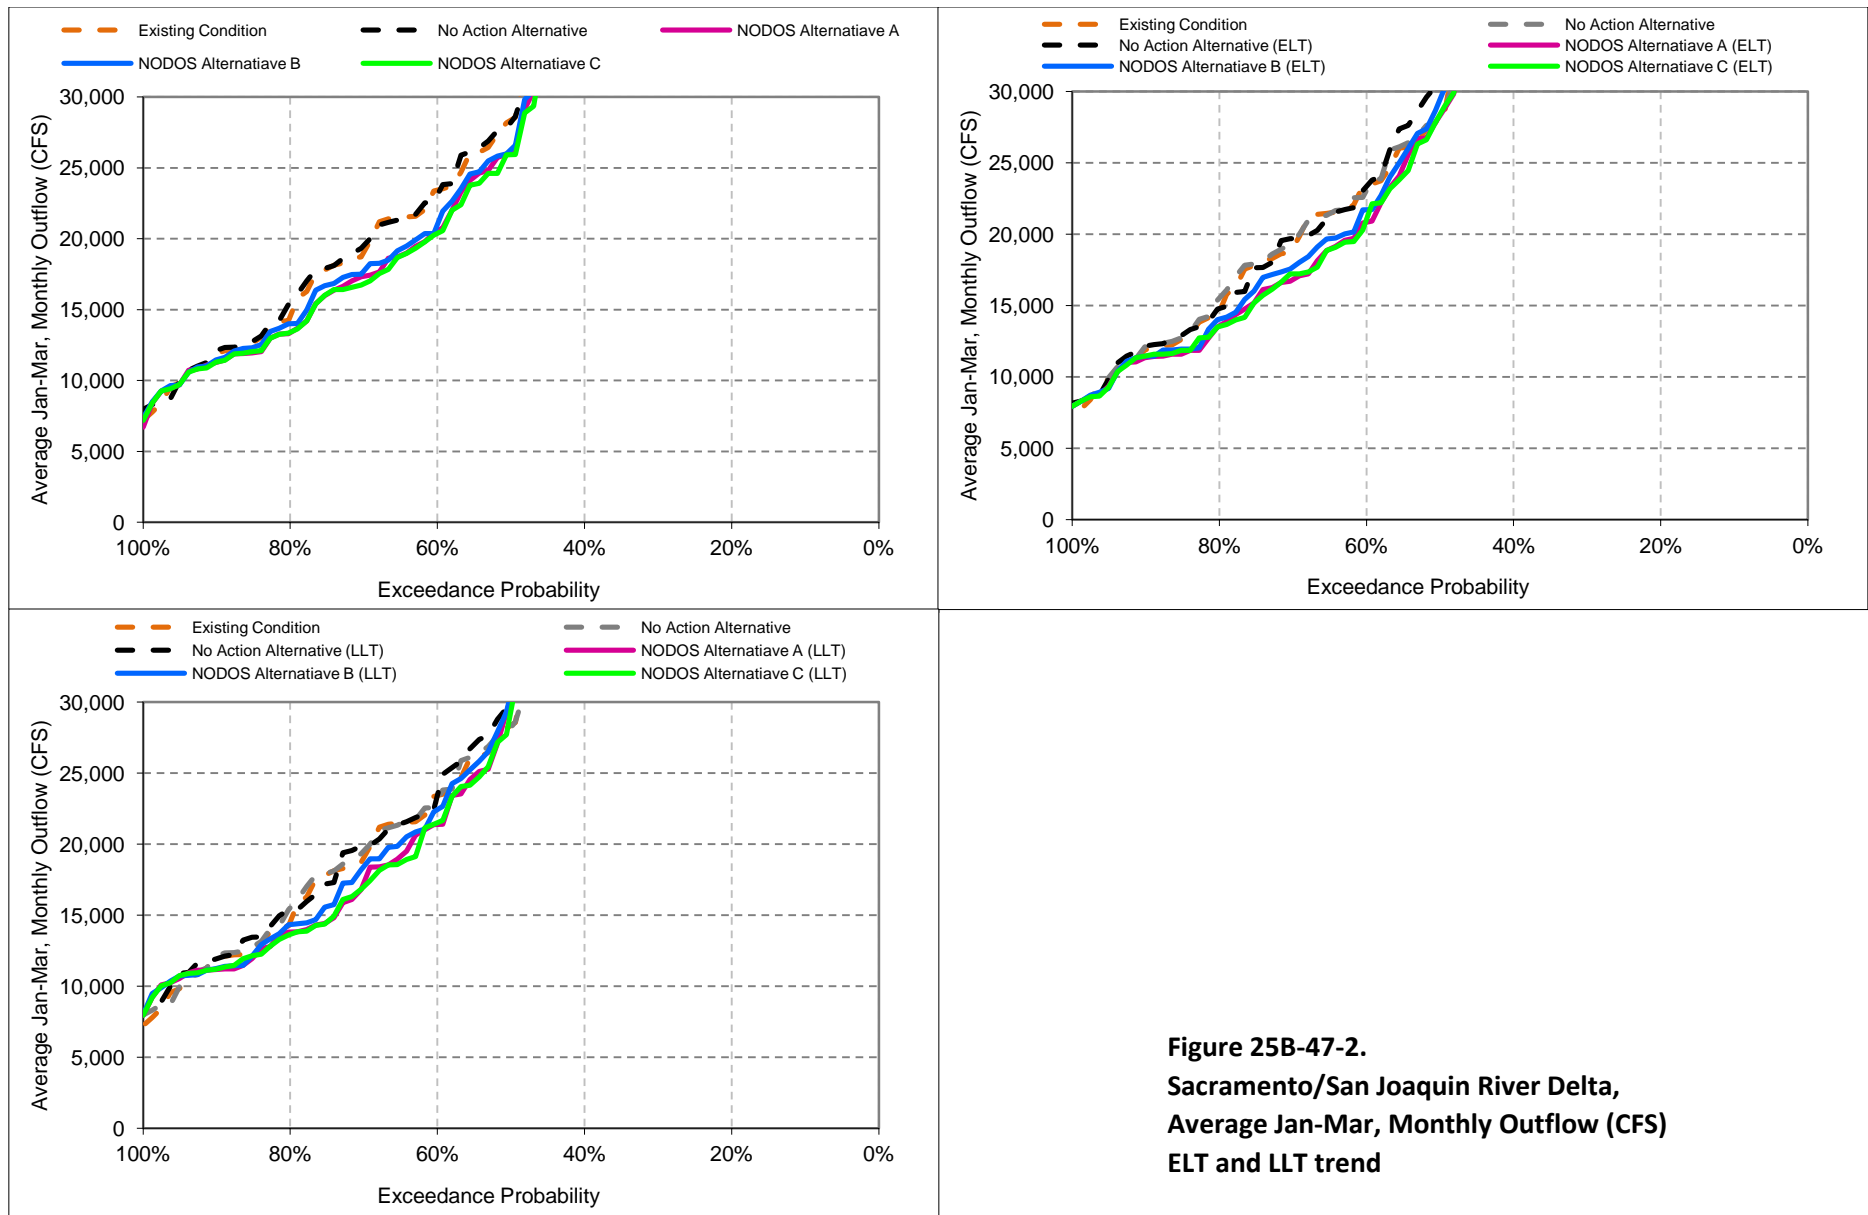 Existing Condition
No Action Alternative
NODOS Alternatiave A
NODOS Alternatiave B
NODOS Alternatiave C
Average Jan-Mar, Monthly Outflow (CFS)
30,000
25,000
20,000
15,000
10,000
5,000
0
100% 80% 60% 40% 20% 0%
Exceedance Probability
Existing Condition
No Action Alternative
No Action Alternative (ELT)
NODOS Alternatiave A (ELT)
NODOS Alternatiave B (ELT)
NODOS Alternatiave C (ELT)
Average Jan-Mar, Monthly Outflow (CFS)
30,000
25,000
20,000
15,000
10,000
5,000
0
100% 80% 60% 40% 20% 0%
Exceedance Probability
Existing Condition
No Action Alternative
No Action Alternative (LLT)
NODOS Alternatiave A (LLT)
NODOS Alternatiave B (LLT)
NODOS Alternatiave C (LLT)
Average Jan-Mar, Monthly Outflow (CFS)
30,000
25,000
20,000
15,000
10,000
5,000
0
100% 80% 60% 40% 20% 0%
Exceedance Probability
Figure 25B-47-2.
Sacramento/San Joaquin River Delta,
Average Jan-Mar, Monthly Outflow (CFS)
ELT and LLT trend